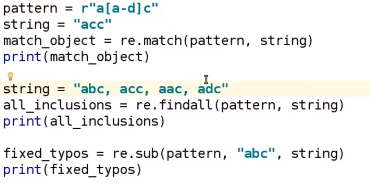 pattern = r"a[a-d]c"
string = "acc"
match_object = re.match(pattern, string)
print(match_object)
string = "abc, acc, aac, adc"
all_inclusions = re.findall(pattern, string)
print(all_inclusions)
fixed_typos = re.sub(pattern, "abc", string)
print(fixed_typos)